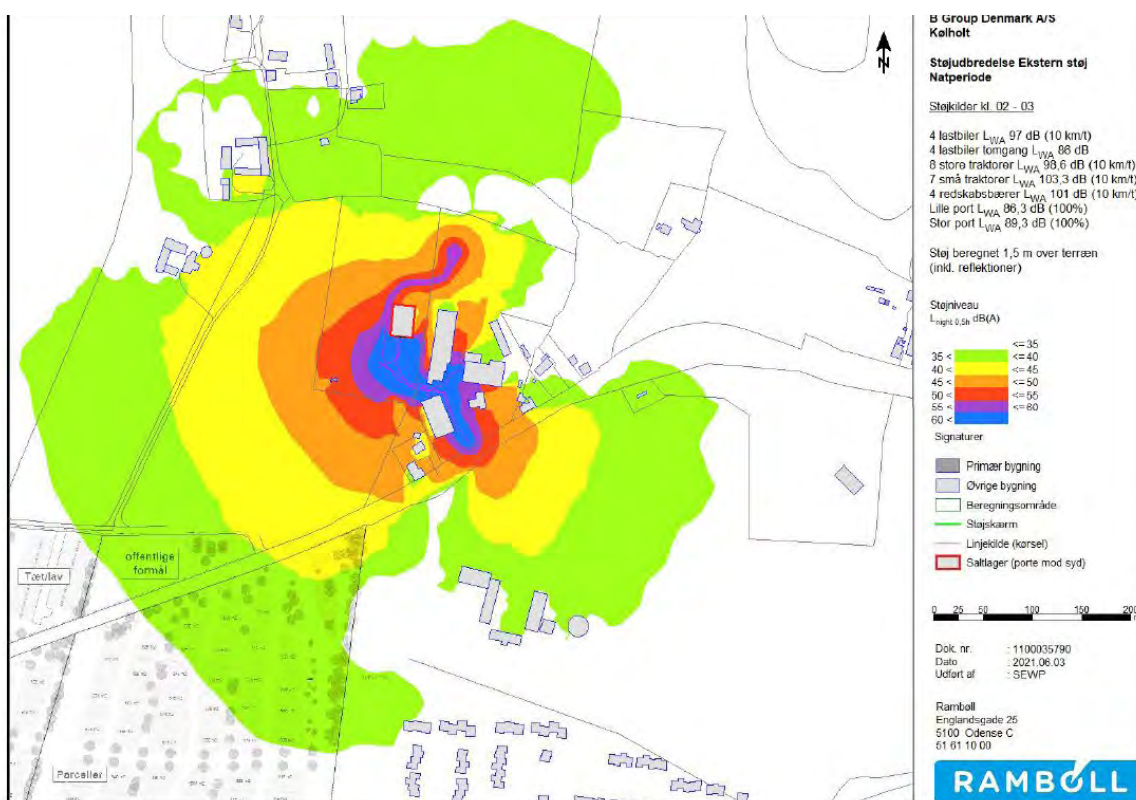 B Group Denmark A/S
Kølholt
Støjudbredelse Ekstern støj
Natperiode
Støjkilder kl. 02 - 03
4 lastbiler LWA 97 dB (10 km/t)
4 lastbiler tomgang LWA 86 dB
8 store traktorer LWA 98,6 dB (10 km/t)
7 små traktorer LWA 103,3 dB (10 km/t)
4 redskabsbærer LWA 101 dB (10 km/t)
Lille port LWA 86,3 dB (100%)
Stor port LWA 89,3 dB (100%)
Støj beregnet 1,5 m over terræn
(inkl. reflektioner)
Støjniveau
Lnight 0,5h dB(A)
<= 35
35 < <= 40
40 < <= 45
45 < <= 50
50 < <= 55
55 < <= 60
60 <
Signaturer
Primær bygning
Øvrige bygning
Beregningsområde
Støjskærm
Linjekilde (kørsel)
Saltlager (porte mod syd)
0 25 50 100 150 200
Dok. nr. : 1100035790
Dato : 2021.06.03
Udført af : SEWP
Rambøll
Englandsgade 25
5100 Odense C
51 61 10 00
RAMBOLL
N
offentlige
formål
Tæt/lav
Parceller